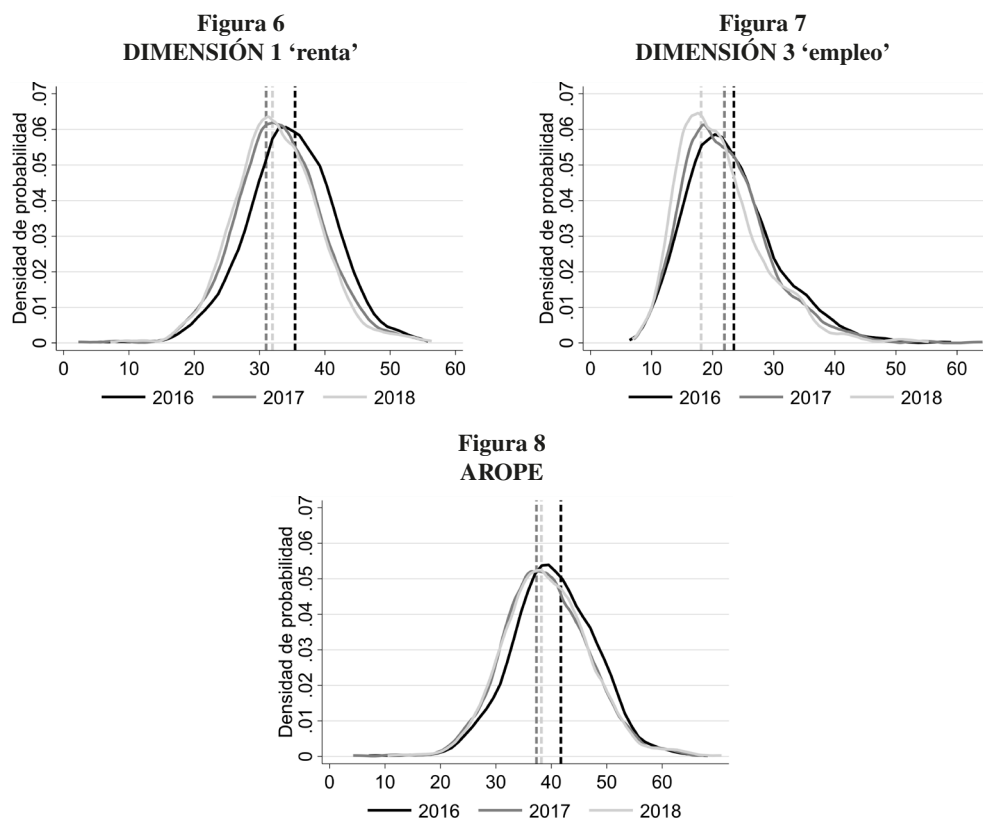 Figura 6
DIMENSIÓN 1 ‘renta’
Densidad de probabilidad
0 .01 .02 .03 .04 .05 .06 .07
0 10 20 30 40 50 60
2016 2017 2018
Figura 7
DIMENSIÓN 3 ‘empleo’
Densidad de probabilidad
0 .01 .02 .03 .04 .05 .06 .07
0 10 20 30 40 50 60
2016 2017 2018
Figura 8
AROPE
Densidad de probabilidad
0 .01 .02 .03 .04 .05 .06 .07
0 10 20 30 40 50 60
2016 2017 2018